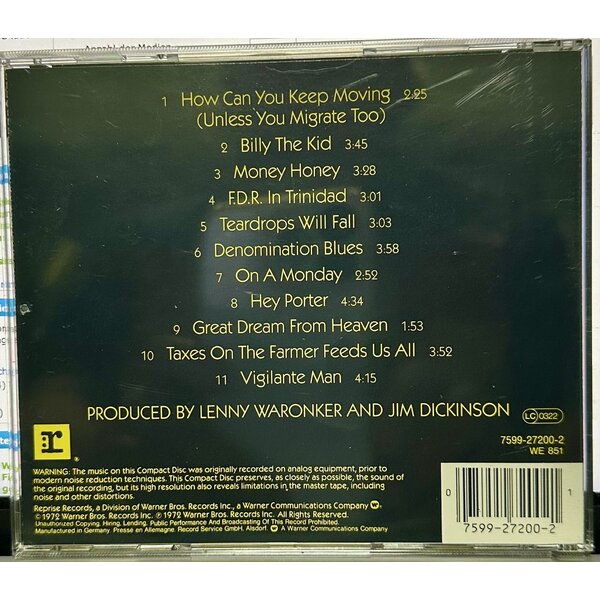 Anzahl der Medien
1 How Can You Keep Moving 2:25
(Unless You Migrate Too)
2 Billy The Kid 3:45
3 Money Honey 3:28
4 F.D.R. In Trinidad 3:01
5 Teardrops Will Fall 3:03
6 Denomination Blues 3:58
7 On A Monday 2:52
8 Hey Porter 4:34
9 Great Dream From Heaven 1:53
10 Taxes On The Farmer Feeds Us All 3:52
11 Vigilante Man 4:15
PRODUCED BY LENNY WARONKER AND JIM DICKINSON
LC 0322
r
®
7599-27200-2
WE 851
WARNING: The music on this Compact Disc was originally recorded on analog equipment, prior to
modern noise reduction techniques. This Compact Disc preserves, as closely as possible, the sound of
the original recording, but its high resolution also reveals limitations in the master tape, including
noise and other distortions.
Reprise Records, a Division of Warner Bros. Records Inc., a Warner Communications Company
© 1972 Warner Bros. Records Inc. ℗ 1972 Warner Bros. Records Inc.
Unauthorized Copying, Hiring, Lending, Public Performance And Broadcasting Of This Record Prohibited.
Manufactured in Germany. Pressé en Allemagne. Record Service GmbH, Alsdorf. A Warner Communications Company
0 1
7599-27200-2